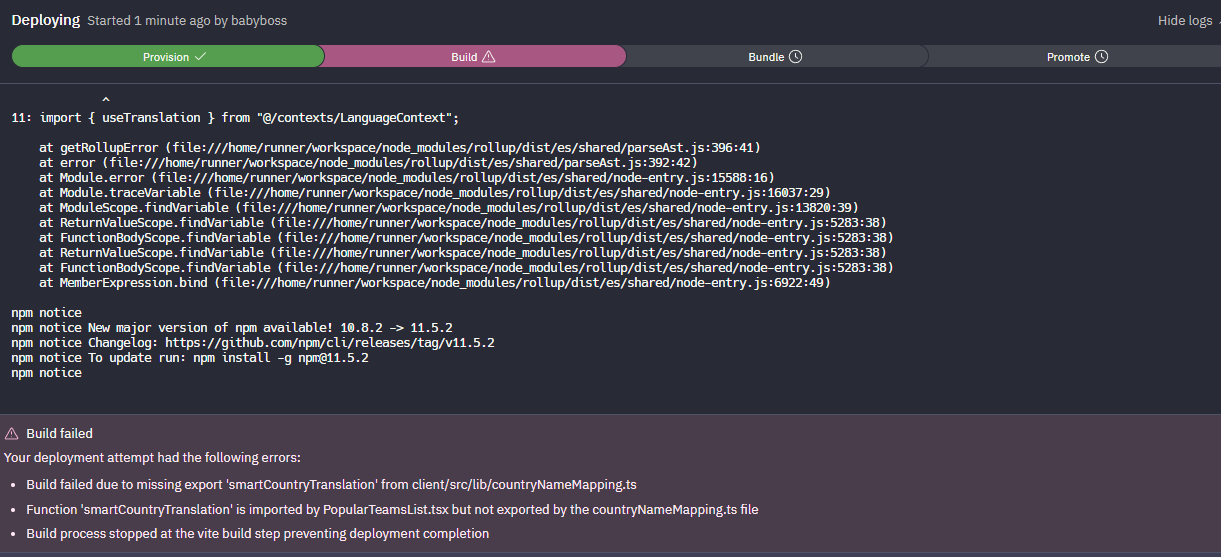 Deploying Started 1 minute ago by babyboss Hide logs
Provision Build Bundle Promote
^
11: import { useTranslation } from "@/contexts/LanguageContext";
at getRollupError (file:///home/runner/workspace/node_modules/rollup/dist/es/shared/parseAst.js:396:41)
at error (file:///home/runner/workspace/node_modules/rollup/dist/es/shared/parseAst.js:392:42)
at Module.error (file:///home/runner/workspace/node_modules/rollup/dist/es/shared/node-entry.js:15588:16)
at Module.traceVariable (file:///home/runner/workspace/node_modules/rollup/dist/es/shared/node-entry.js:16037:29)
at ModuleScope.findVariable (file:///home/runner/workspace/node_modules/rollup/dist/es/shared/node-entry.js:13820:39)
at ReturnValueScope.findVariable (file:///home/runner/workspace/node_modules/rollup/dist/es/shared/node-entry.js:5283:38)
at FunctionBodyScope.findVariable (file:///home/runner/workspace/node_modules/rollup/dist/es/shared/node-entry.js:5283:38)
at ReturnValueScope.findVariable (file:///home/runner/workspace/node_modules/rollup/dist/es/shared/node-entry.js:5283:38)
at FunctionBodyScope.findVariable (file:///home/runner/workspace/node_modules/rollup/dist/es/shared/node-entry.js:5283:38)
at MemberExpression.bind (file:///home/runner/workspace/node_modules/rollup/dist/es/shared/node-entry.js:6922:49)
npm notice
npm notice New major version of npm available! 10.8.2 -> 11.5.2
npm notice Changelog: https://github.com/npm/cli/releases/tag/v11.5.2
npm notice To update run: npm install -g npm@11.5.2
npm notice
Build failed
Your deployment attempt had the following errors:
• Build failed due to missing export 'smartCountryTranslation' from client/src/lib/countryNameMapping.ts
• Function 'smartCountryTranslation' is imported by PopularTeamsList.tsx but not exported by the countryNameMapping.ts file
• Build process stopped at the vite build step preventing deployment completion